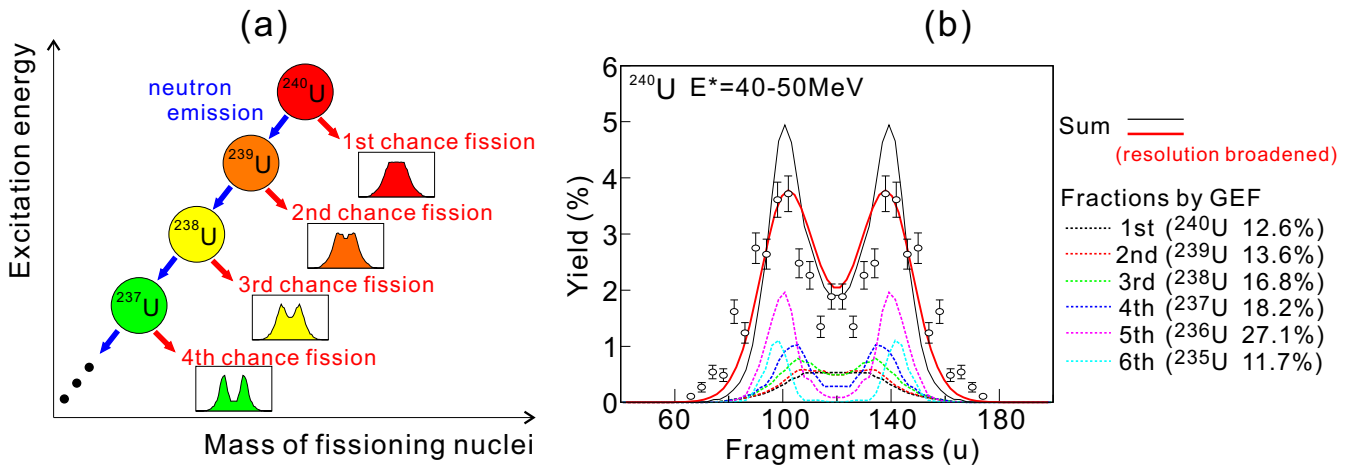 (a)
Excitation energy
neutron
emission
²⁴⁰U
1st chance fission
²³⁹U
2nd chance fission
²³⁸U
3rd chance fission
²³⁷U
4th chance fission
Mass of fissioning nuclei
(b)
²⁴⁰U E*=40-50MeV
Yield (%)
6
5
4
3
2
1
0
60 100 140 180
Fragment mass (u)
Sum
(resolution broadened)
Fractions by GEF
1st (²⁴⁰U 12.6%)
2nd (²³⁹U 13.6%)
3rd (²³⁸U 16.8%)
4th (²³⁷U 18.2%)
5th (²³⁶U 27.1%)
6th (²³⁵U 11.7%)